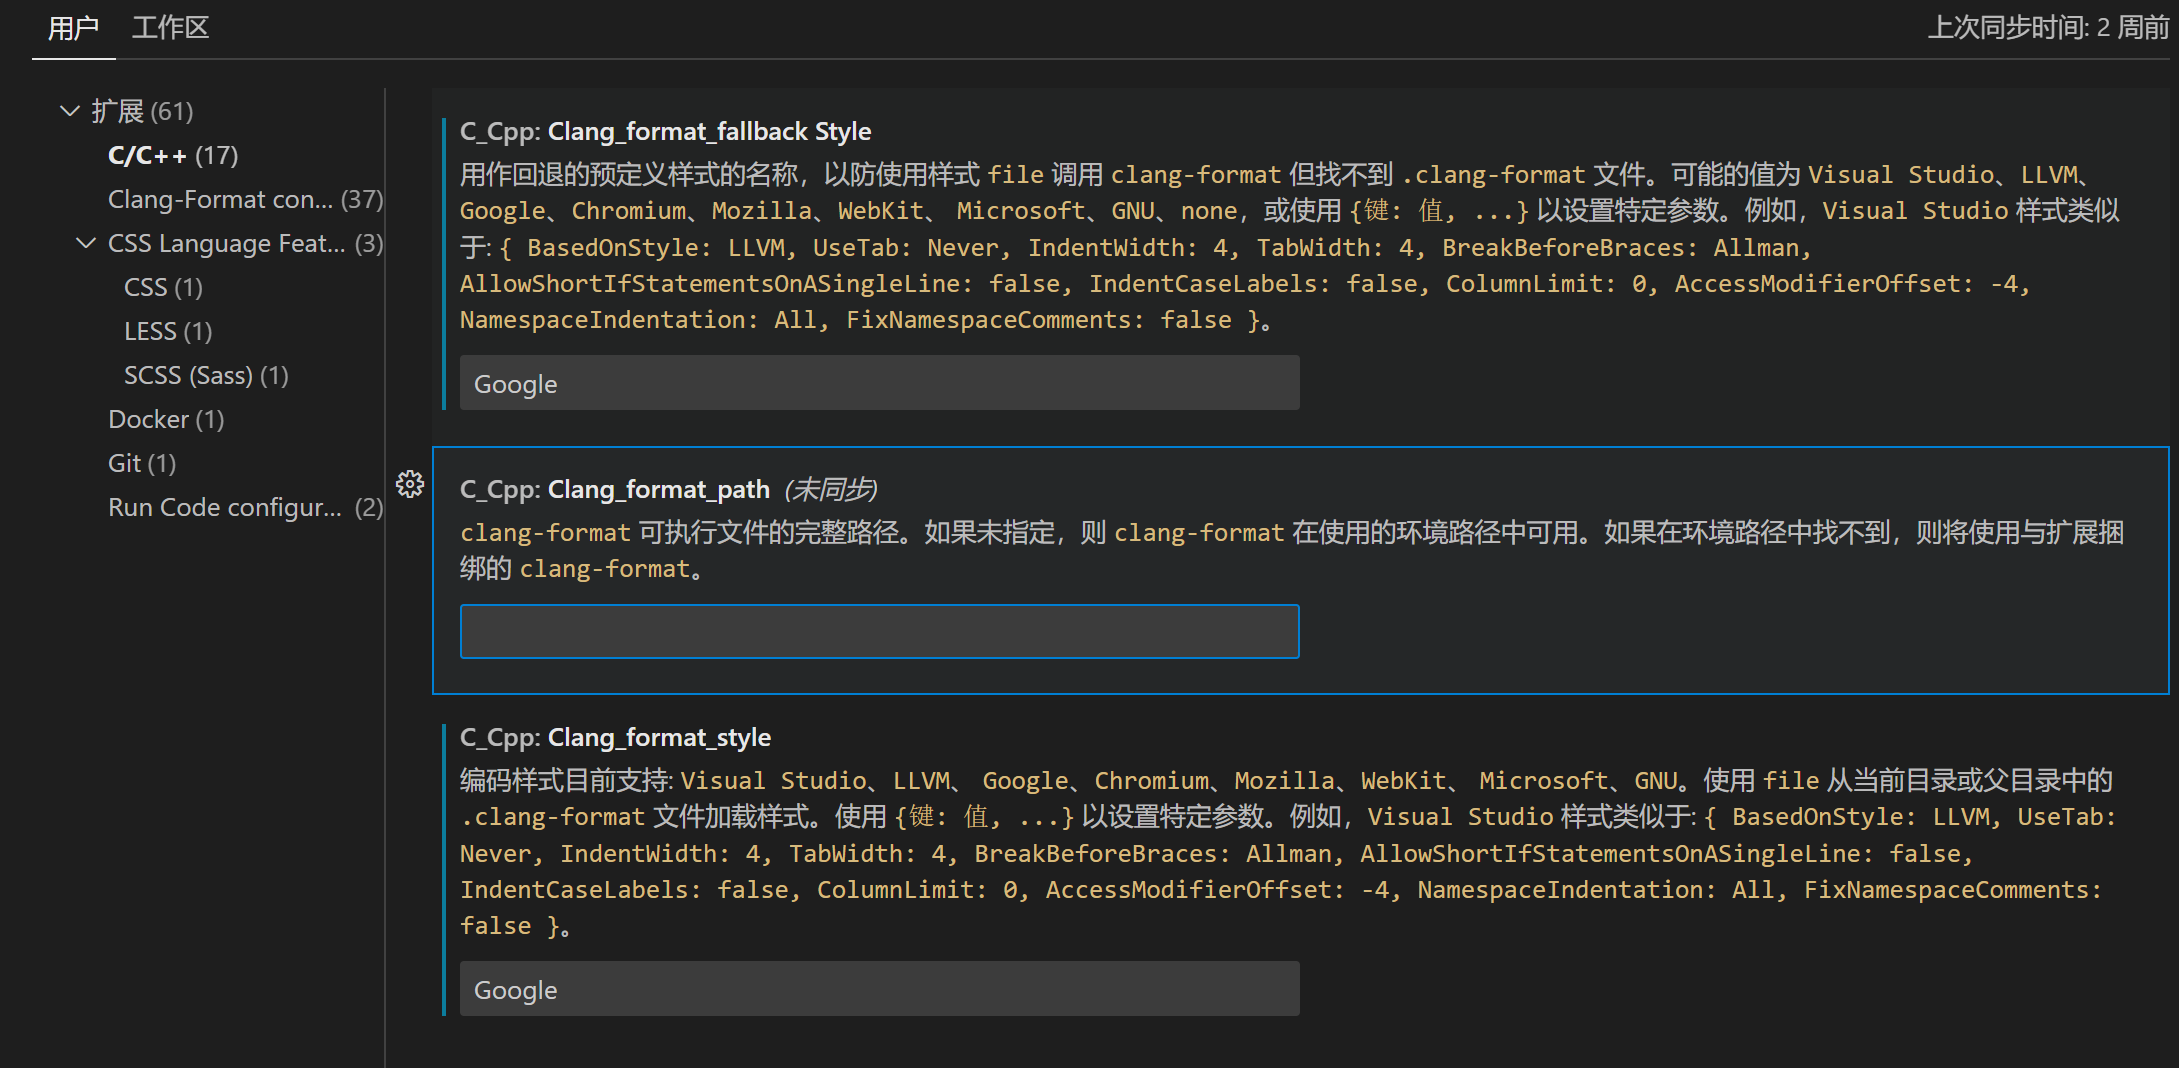 用户 工作区 上次同步时间: 2 周前
扩展 (61)
C/C++ (17)
Clang-Format con... (37)
CSS Language Feat... (3)
CSS (1)
LESS (1)
SCSS (Sass) (1)
Docker (1)
Git (1)
Run Code configur... (2)
C_Cpp: Clang_format_fallback Style
用作回退的预定义样式的名称，以防使用样式 file 调用 clang-format 但找不到 .clang-format 文件。可能的值为 Visual Studio、LLVM、
Google、Chromium、Mozilla、WebKit、 Microsoft、GNU、none，或使用 {键: 值, ...} 以设置特定参数。例如，Visual Studio 样式类似
于: { BasedOnStyle: LLVM, UseTab: Never, IndentWidth: 4, TabWidth: 4, BreakBeforeBraces: Allman,
AllowShortIfStatementsOnASingleLine: false, IndentCaseLabels: false, ColumnLimit: 0, AccessModifierOffset: -4,
NamespaceIndentation: All, FixNamespaceComments: false }。
Google
C_Cpp: Clang_format_path (未同步)
clang-format 可执行文件的完整路径。如果未指定，则 clang-format 在使用的环境路径中可用。如果在环境路径中找不到，则将使用与扩展捆
绑的 clang-format。
C_Cpp: Clang_format_style
编码样式目前支持: Visual Studio、LLVM、 Google、Chromium、Mozilla、WebKit、 Microsoft、GNU。使用 file 从当前目录或父目录中的
.clang-format 文件加载样式。使用 {键: 值, ...} 以设置特定参数。例如，Visual Studio 样式类似于: { BasedOnStyle: LLVM, UseTab:
Never, IndentWidth: 4, TabWidth: 4, BreakBeforeBraces: Allman, AllowShortIfStatementsOnASingleLine: false,
IndentCaseLabels: false, ColumnLimit: 0, AccessModifierOffset: -4, NamespaceIndentation: All, FixNamespaceComments:
false }。
Google